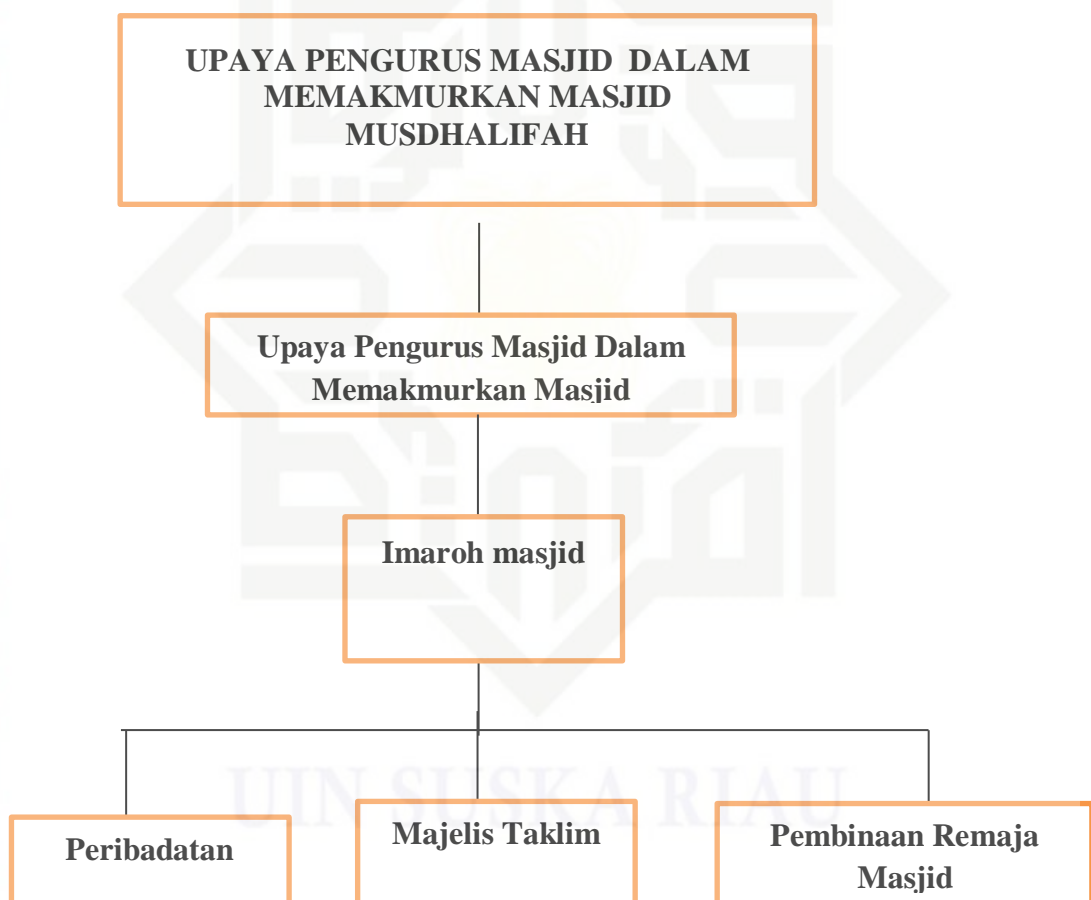 UPAYA PENGURUS MASJID DALAM
MEMAKMURKAN MASJID
MUSDHALIFAH
Upaya Pengurus Masjid Dalam
Memakmurkan Masjid
Imaroh masjid
UIN SUSKA RIAU
Peribadatan
Majelis Taklim
Pembinaan Remaja
Masjid